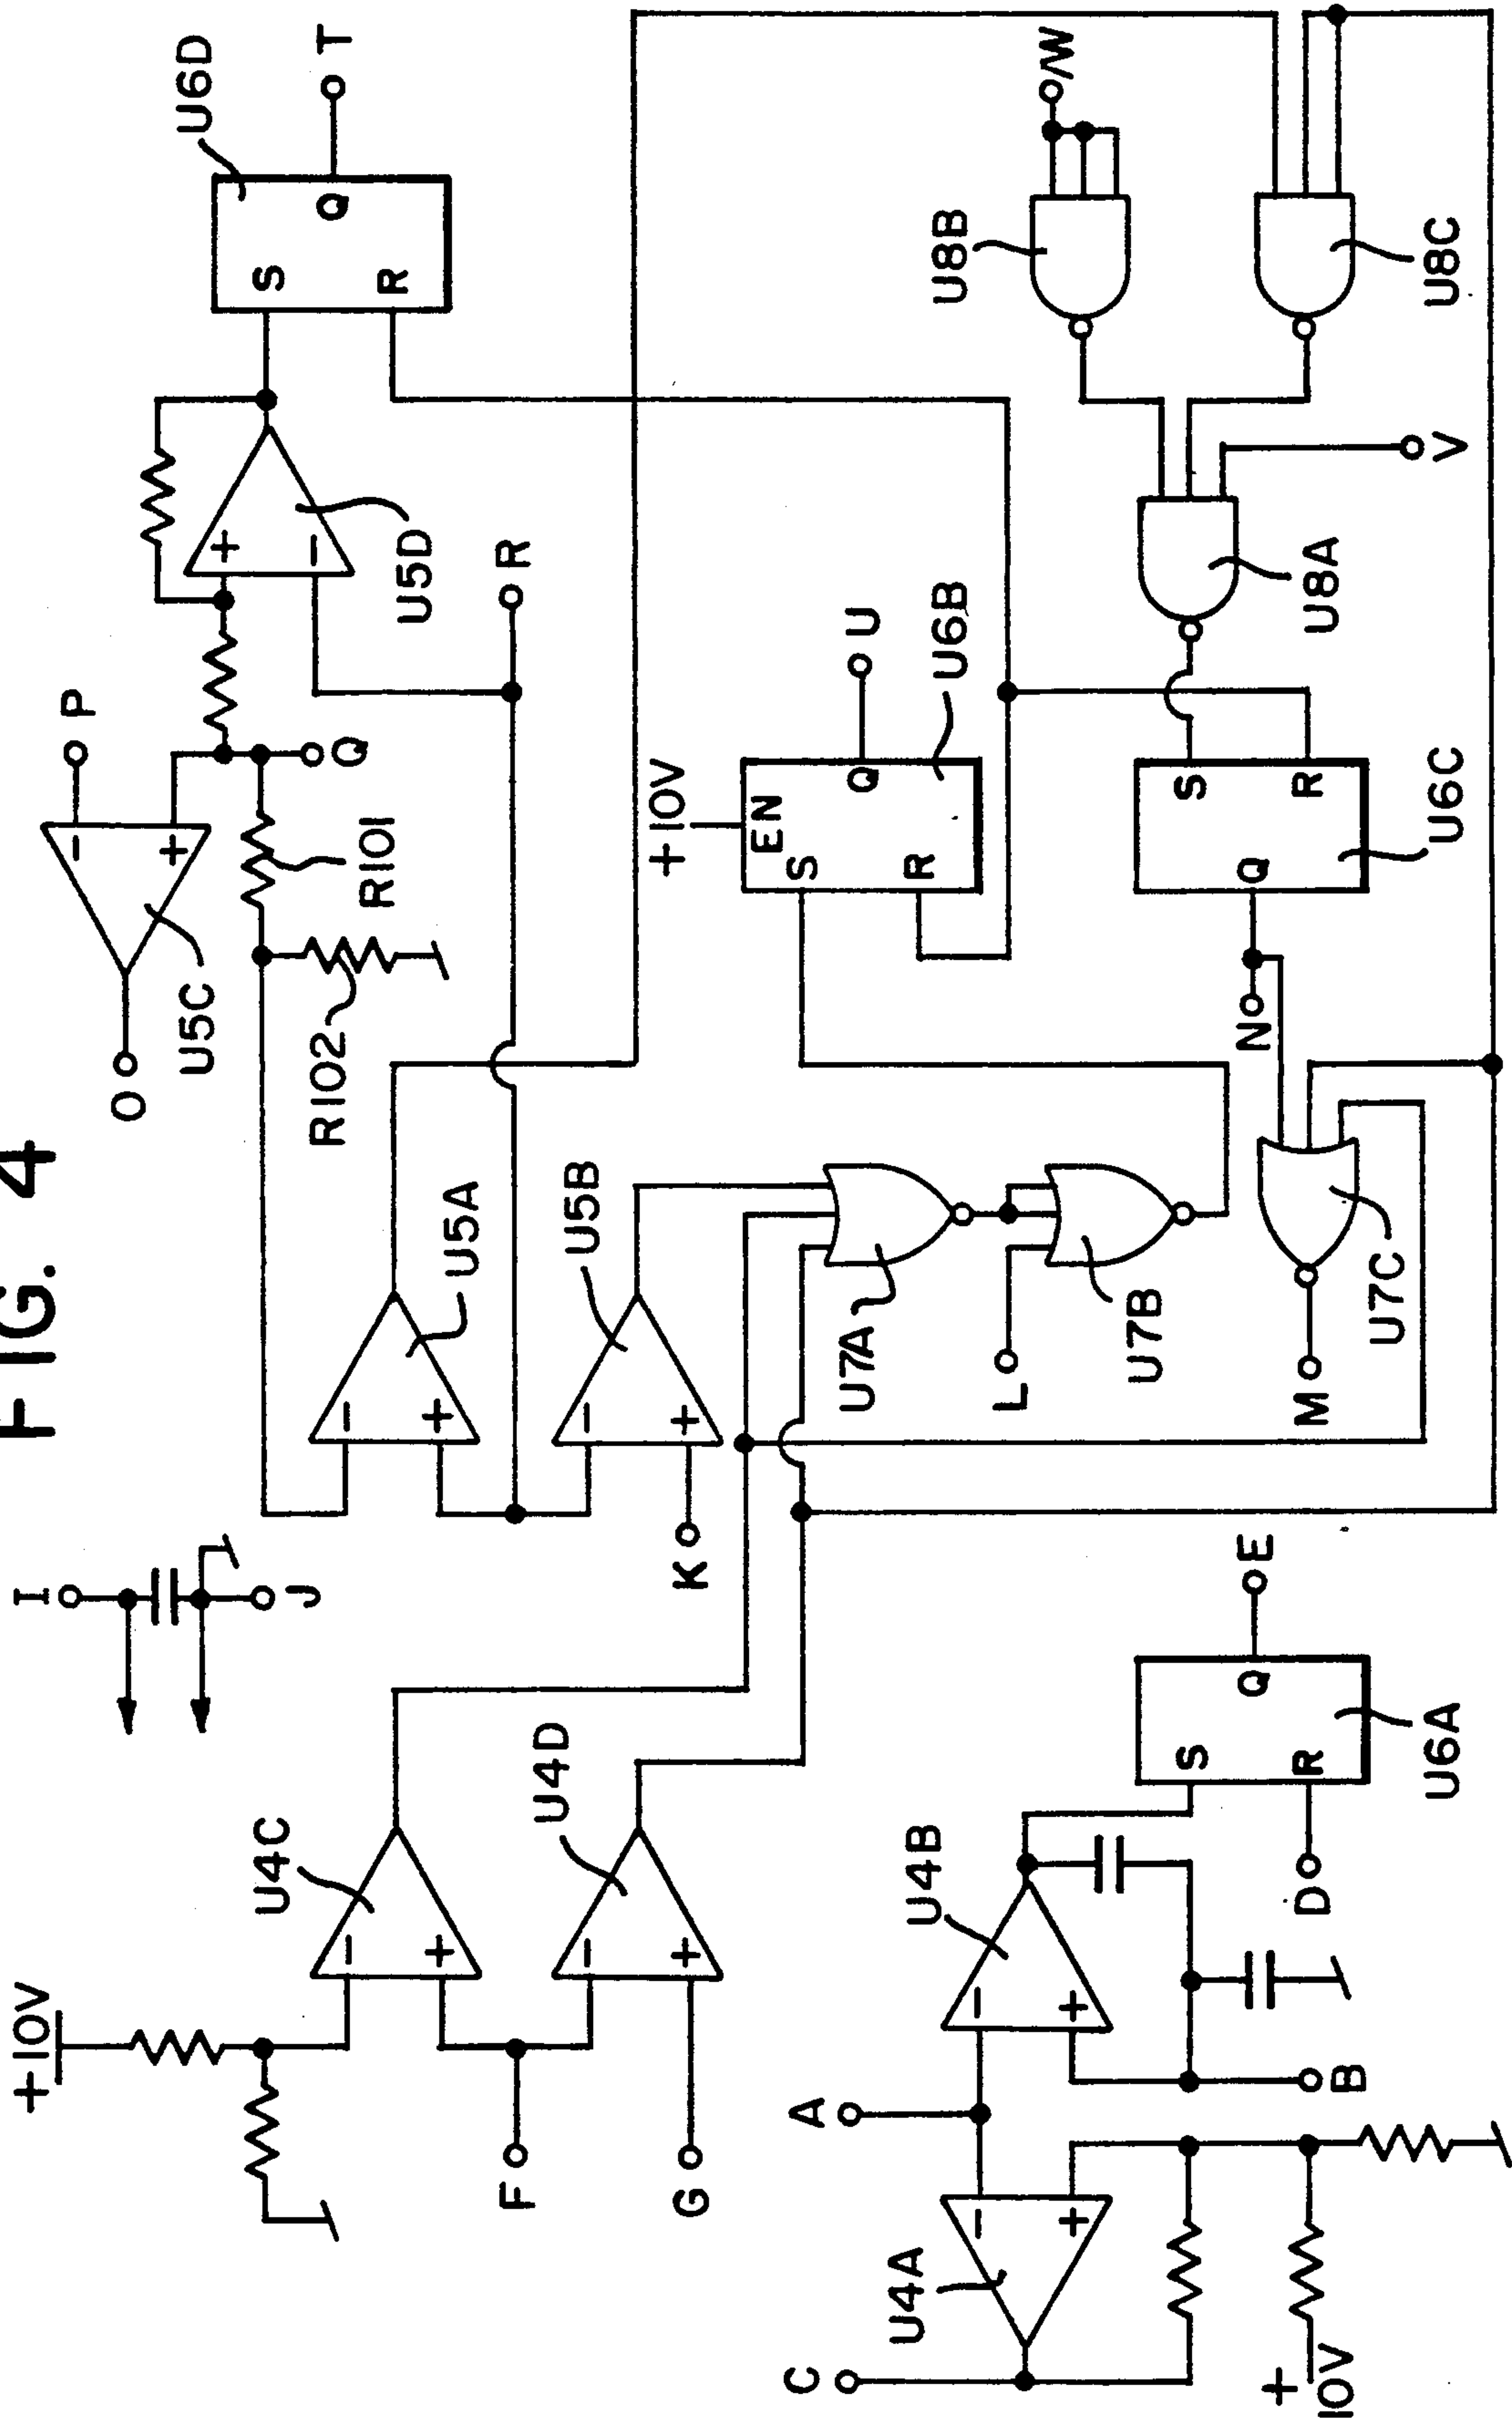 FIG. 4
+10V
I
J
O
P
U5C
+
-
Q
R101
R102
+
-
U5D
R
S
R
Q
U6D
T
U4C
-
+
U4D
-
+
F
G
U5A
-
+
U5B
-
+
K
+10V
EN
S
R
Q
U
U6B
U7A
L
U7B
A
C
U4A
-
+
U4B
-
+
B
+
10V
D
S
R
Q
U6A
E
M
U7C
N
Q
S
R
U6C
U8A
V
U8B
/W
U8C